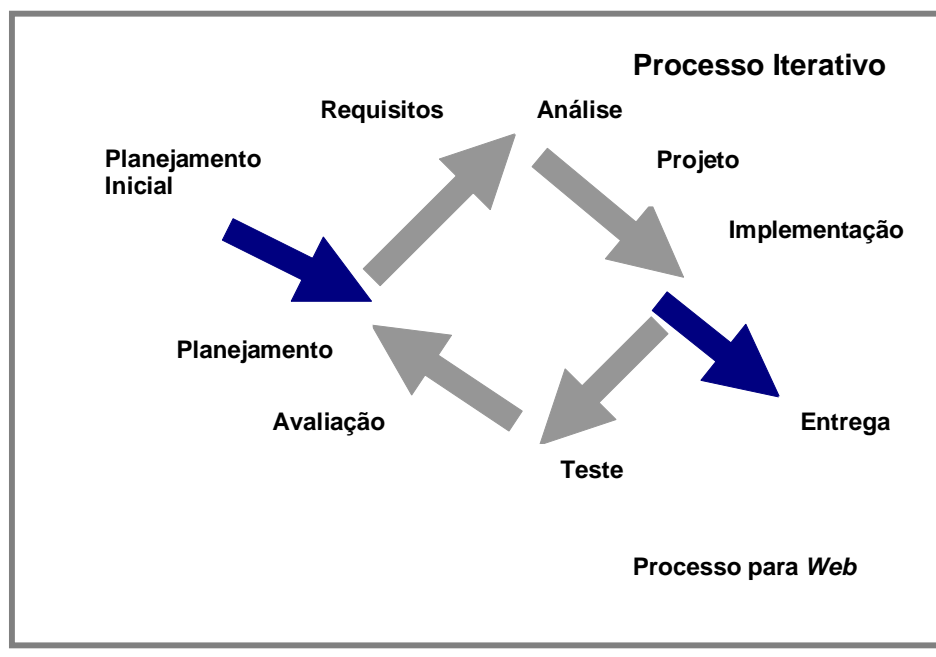 Processo Iterativo
Requisitos
Análise
Planejamento
Inicial
Projeto
Implementação
Planejamento
Avaliação
Entrega
Teste
Processo para Web